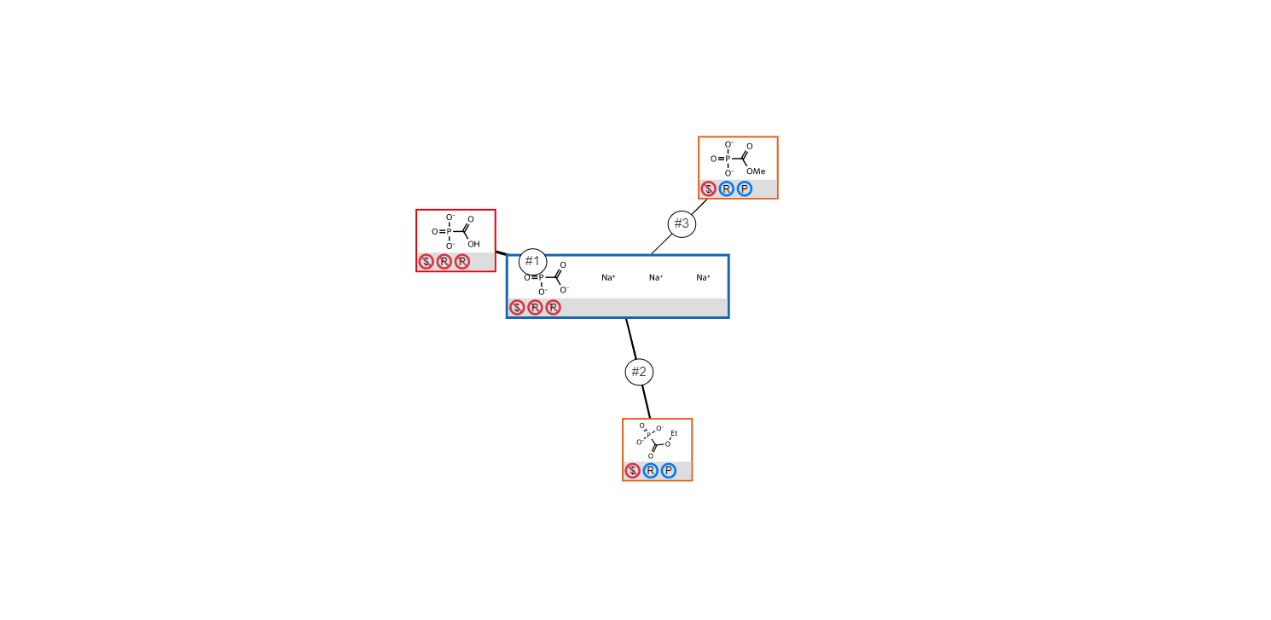 O⁻
O=P
O
OMe
O⁻
$ R P
#3
O⁻
O=P
O
OH
O⁻
$ R R
#1
O
O=P
O⁻
O⁻
Na⁺ Na⁺ Na⁺
$ R R
#2
O
O⁻
P
Et
O⁻
O
O
$ R P